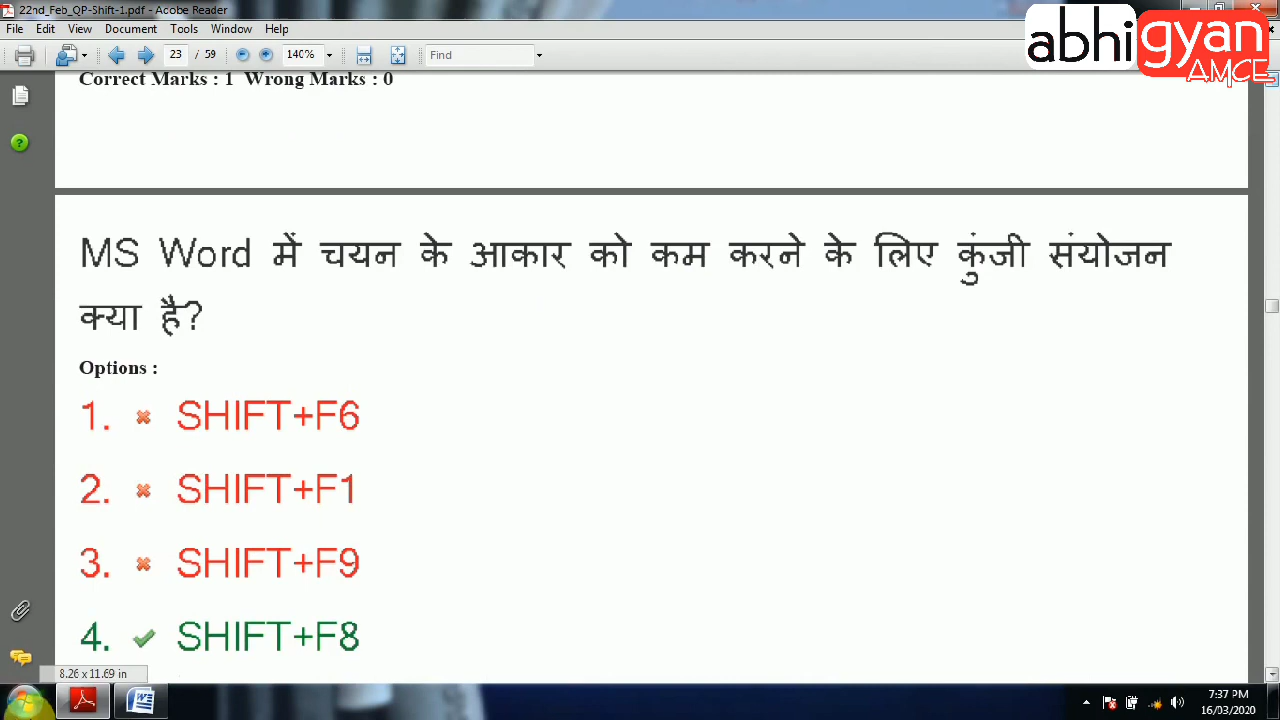 22nd_Feb_QP-Shift-1.pdf - Adobe Reader
File Edit View Document Tools Window Help
23 / 59 140% Find
abhigyan
AMCE
Correct Marks : 1 Wrong Marks : 0
MS Word में चयन के आकार को कम करने के लिए कुंजी संयोजन
क्या है?
Options :
1. SHIFT+F6
2. SHIFT+F1
3. SHIFT+F9
4. SHIFT+F8
8.26 x 11.69 in
7:37 PM
16/03/2020